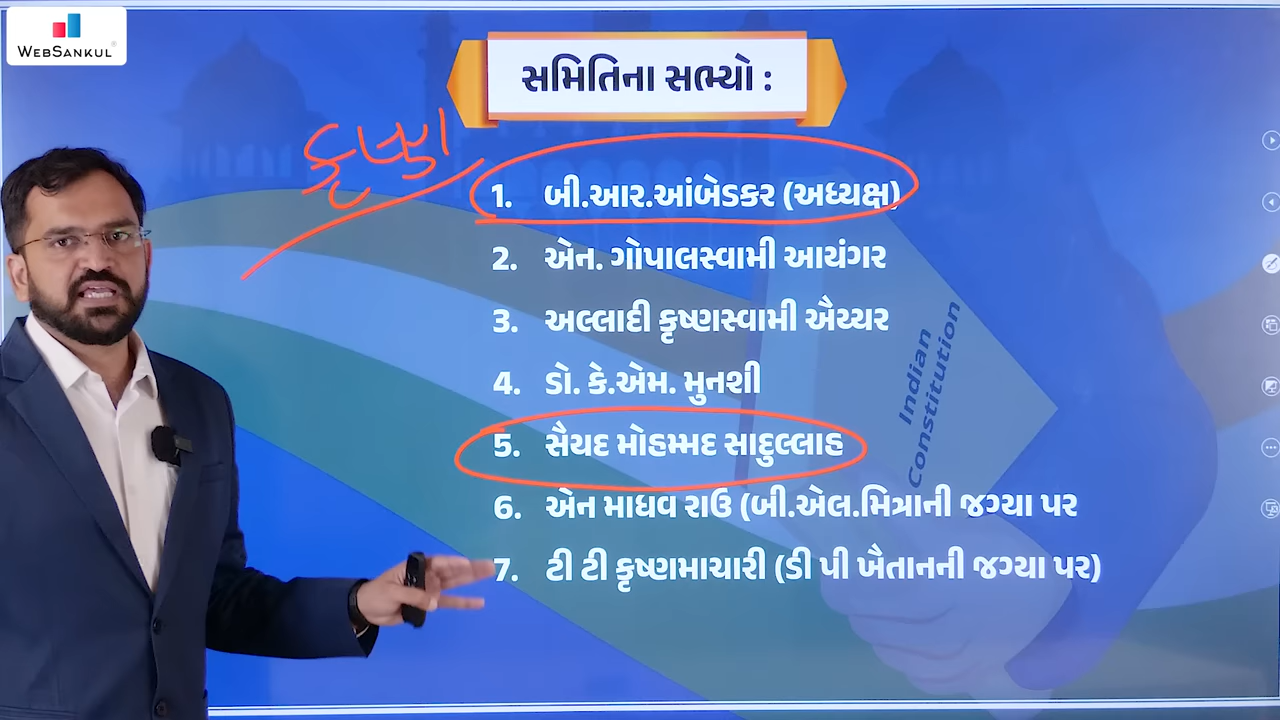 WEBSANKUL
સમિતિના સભ્યો :
કૃષ્ણ
1. બી.આર.આંબેડકર (અધ્યક્ષ)
2. એન. ગોપાલસ્વામી આયંગર
3. અલ્લાદી કૃષ્ણસ્વામી ઐય્યર
4. ડૉ. કે.એમ. મુનશી
5. સૈયદ મોહમ્મદ સાદુલ્લાહ
6. એન માધવ રાઉ (બી.એલ.મિત્રાની જગ્યા પર
7. ટી ટી કૃષ્ણમાચારી (ડી પી ખૈતાનની જગ્યા પર)
Indian
Constitution